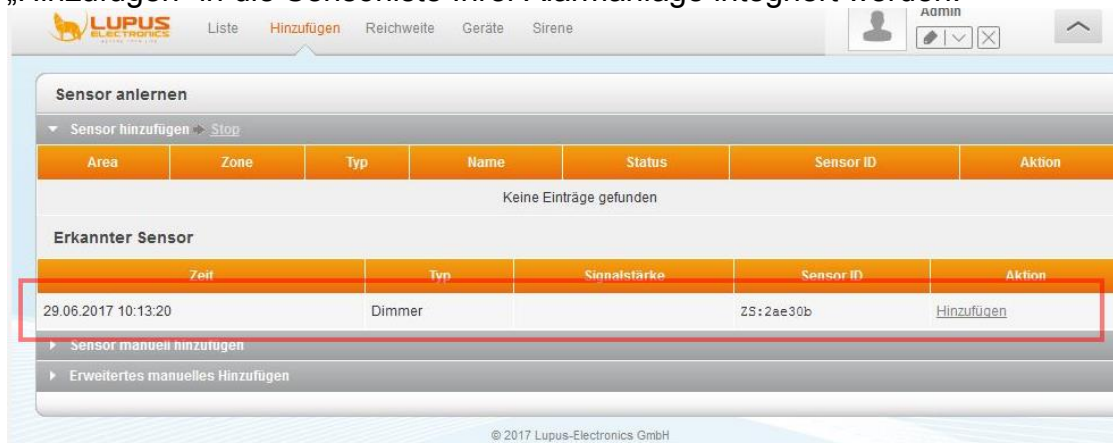 „Hinzufügen“ in die Sensorliste Ihrer Alarmanlage integriert werden.
LUPUS ELECTRONICS Liste Hinzufügen Reichweite Geräte Sirene Admin
Sensor anlernen
Sensor hinzufügen Stop
Area Zone Typ Name Status Sensor ID Aktion
Keine Einträge gefunden
Erkannter Sensor
Zeit Typ Signalstärke Sensor ID Aktion
29.06.2017 10:13:20 Dimmer ZS:2ae30b Hinzufügen
Sensor manuell hinzufügen
Erweitertes manuelles Hinzufügen
© 2017 Lupus-Electronics GmbH